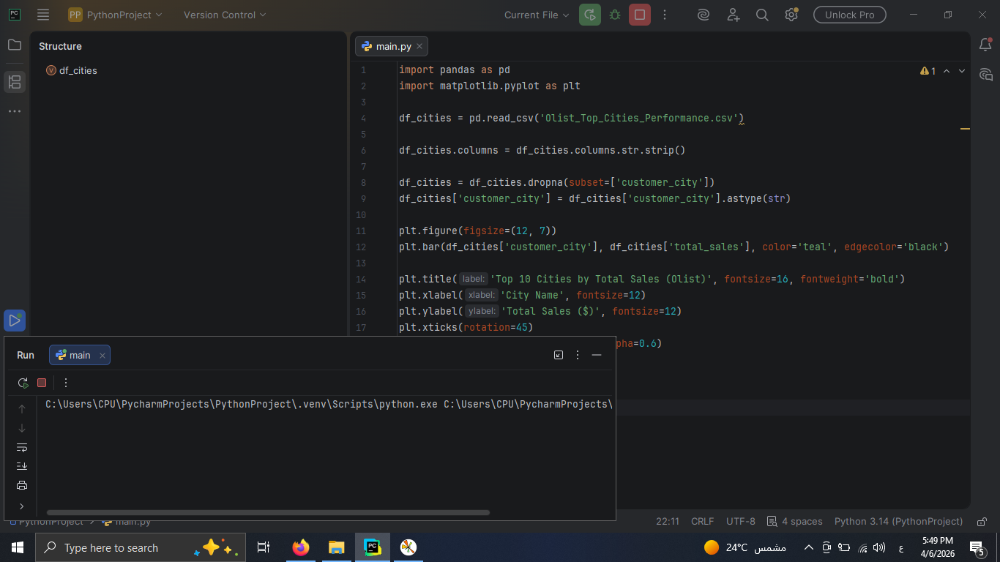 PC
PP PythonProject
Version Control
Current File
Unlock Pro
Structure
V df_cities
main.py
1
1 import pandas as pd
2 import matplotlib.pyplot as plt
3
4 df_cities = pd.read_csv('Olist_Top_Cities_Performance.csv')
5
6 df_cities.columns = df_cities.columns.str.strip()
7
8 df_cities = df_cities.dropna(subset=['customer_city'])
9 df_cities['customer_city'] = df_cities['customer_city'].astype(str)
10
11 plt.figure(figsize=(12, 7))
12 plt.bar(df_cities['customer_city'], df_cities['total_sales'], color='teal', edgecolor='black')
13
14 plt.title(label: 'Top 10 Cities by Total Sales (Olist)', fontsize=16, fontweight='bold')
15 plt.xlabel(xlabel: 'City Name', fontsize=12)
16 plt.ylabel(ylabel: 'Total Sales ($)', fontsize=12)
17 plt.xticks(rotation=45)
pha=0.6)
Run
main
C:\Users\CPU\PycharmProjects\PythonProject\.venv\Scripts\python.exe C:\Users\CPU\PycharmProjects\
PythonProject
main.py
22:11
CRLF
UTF-8
4 spaces
Python 3.14 (PythonProject)
Type here to search
PC
24°C
مشمس
ع
5:49 PM
4/6/2026
5